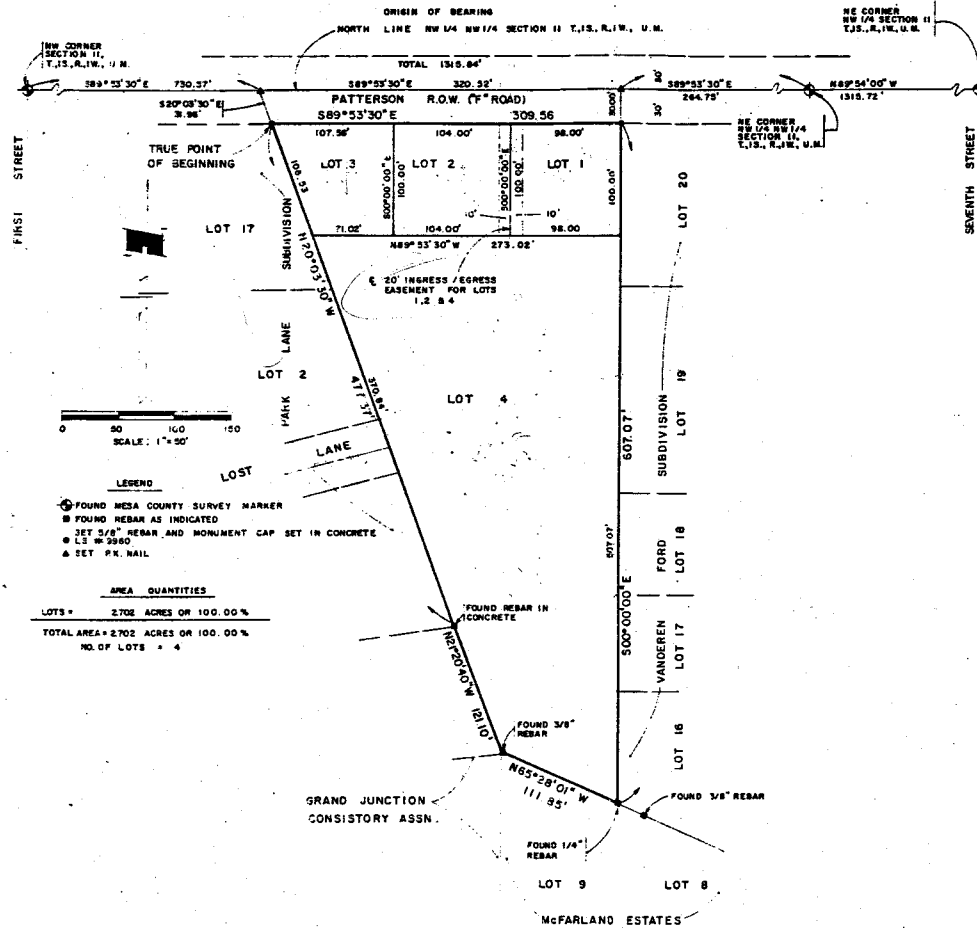 ORIGIN OF BEARING
NORTH LINE NW 1/4 NW 1/4 SECTION 11 T.1S., R.1W., U.M.
NW CORNER
SECTION 11,
T.1S., R.1W., U.M.
NE CORNER
NW 1/4 SECTION 11
T.1S., R.1W., U.M.
TOTAL 1315.84'
S89°53'30"E 730.57'
S89°53'30"E 320.52'
S89°53'30"E
264.75'
N89°54'00"W
1315.72'
S20°03'30"E
31.96'
PATTERSON R.O.W. ("F" ROAD)
S89°53'30"E 309.56
30.00'
30'
50'
NE CORNER
NW 1/4 NW 1/4
SECTION 11,
T.1S., R.1W., U.M.
TRUE POINT
OF BEGINNING
107.56'
104.00'
98.00'
LOT 3
LOT 2
LOT 1
S00°00'00"E
100.00'
S00°00'00"E
100.00'
100.00'
106.53
10'
10'
71.02'
104.00'
98.00
N89°53'30"W 273.02'
FIRST STREET
SEVENTH STREET
LOT 17
SUBDIVISION
N20°03'30"W
℄ 20' INGRESS / EGRESS
EASEMENT FOR LOTS
1,2 & 4
LOT 20
LANE
LOT 2
PARK
370.84'
477.37'
LOT 4
607.07'
SUBDIVISION
LOT 19
0 50 100 150
SCALE: 1"=50'
LOST LANE
LEGEND
FOUND MESA COUNTY SURVEY MARKER
FOUND REBAR AS INDICATED
SET 5/8" REBAR AND MONUMENT CAP SET IN CONCRETE
LS # 9960
SET P.K. NAIL
507.07'
S00°00'00"E
FORD
LOT 18
AREA QUANTITIES
LOTS = 2.702 ACRES OR 100.00 %
TOTAL AREA = 2.702 ACRES OR 100.00 %
NO. OF LOTS = 4
FOUND REBAR IN
CONCRETE
VANDEREN
LOT 17
N21°20'40"W 121.10'
FOUND 3/8"
REBAR
LOT 16
N65°28'01"W
111.85'
GRAND JUNCTION
CONSISTORY ASSN.
FOUND 3/8" REBAR
FOUND 1/4"
REBAR
LOT 9
LOT 8
McFARLAND ESTATES